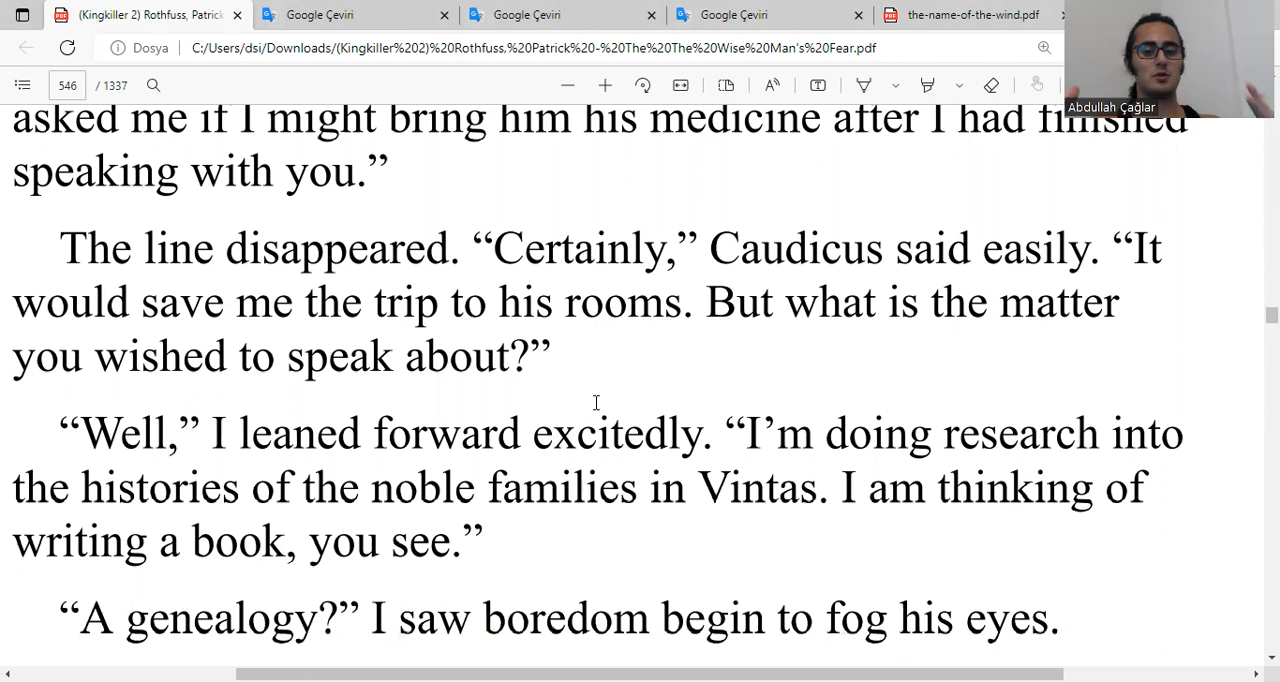 (Kingkiller 2) Rothfuss, Patrick
Google Çeviri
Google Çeviri
Google Çeviri
the-name-of-the-wind.pdf
Dosya
C:/Users/dsi/Downloads/(Kingkiller%202)%20Rothfuss,%20Patrick%20-%20The%20The%20Wise%20Man's%20Fear.pdf
546 / 1337
Abdullah Çağlar
asked me if I might bring him his medicine after I had finished
speaking with you.”
The line disappeared. “Certainly,” Caudicus said easily. “It
would save me the trip to his rooms. But what is the matter
you wished to speak about?”
“Well,” I leaned forward excitedly. “I’m doing research into
the histories of the noble families in Vintas. I am thinking of
writing a book, you see.”
“A genealogy?” I saw boredom begin to fog his eyes.